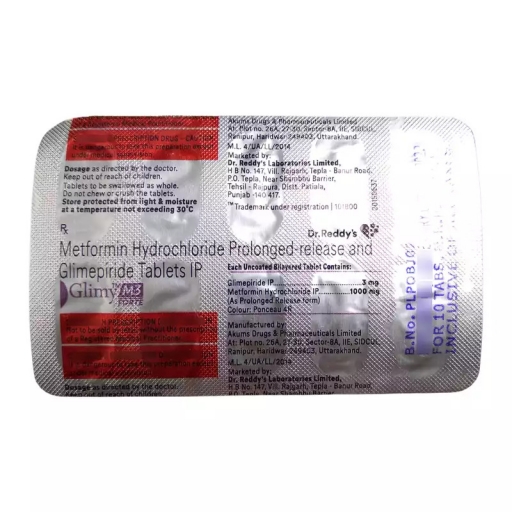 PRESCRIPTION DRUG - CAUTION
Dosage as directed by the doctor.
Keep out of reach of children.
Tablets to be swallowed as whole.
Do not chew or crush the tablets.
Store protected from light & moisture
at a temperature not exceeding 30°C
Akums Drugs & Pharmaceuticals Limited
At: Plot no. 26A, 27-30, Sector-8A, IIE, SIDCUL,
Ranipur, Haridwar-249403, Uttarakhand.
M.L. 4/UA/LL/2014
Marketed by:
Dr. Reddy's Laboratories Limited,
H B No. 147, Vill. Rajgarh, Tepla - Banur Road,
P.O. Tepla, Near Shambhu Barrier,
Tehsil - Rajpura, Distt. Patiala,
Punjab -140 417.
™Trademark under registration | 161800
Rx
Dr.Reddy's
Metformin Hydrochloride Prolonged-release and
Glimepiride Tablets IP
Glimy M3
FORTE
Each Uncoated Bilayered Tablet Contains:
Glimepiride IP 3 mg
Metformin Hydrochloride IP 1000 mg
(As Prolonged Release form)
Colour: Ponceau 4R
Manufactured by:
Akums Drugs & Pharmaceuticals Limited
At: Plot no. 26A, 27-30, Sector-8A, IIE, SIDCUL,
Ranipur, Haridwar-249403, Uttarakhand.
M.L. 4/UA/LL/2014
Marketed by:
Dr. Reddy's Laboratories Limited,
H B No. 147, Vill. Rajgarh, Tepla - Banur Road,
P.O. Tepla, Near Shambhu Barrier,
Dosage as directed by the doctor.
Keep out of reach of children.
B.No. PLPOBJ
FOR 10 TABS.
INCLUSIVE OF